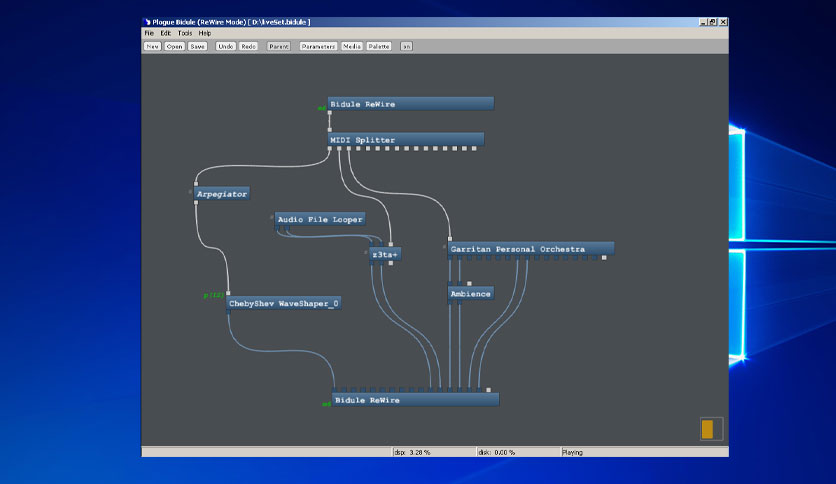 Plogue Bidule (ReWire Mode) [ D:\liveSet.bidule ]
File Edit Tools Help
New Open Save Undo Redo Parent Parameters Media Palette on
Bidule ReWire
MIDI Splitter
Arpegiator
Audio File Looper
z3ta+
Garritan Personal Orchestra
Ambience
p(12)
ChebyShev WaveShaper_0
Bidule ReWire
dsp: 3.28 % disk: 0.00 % Playing